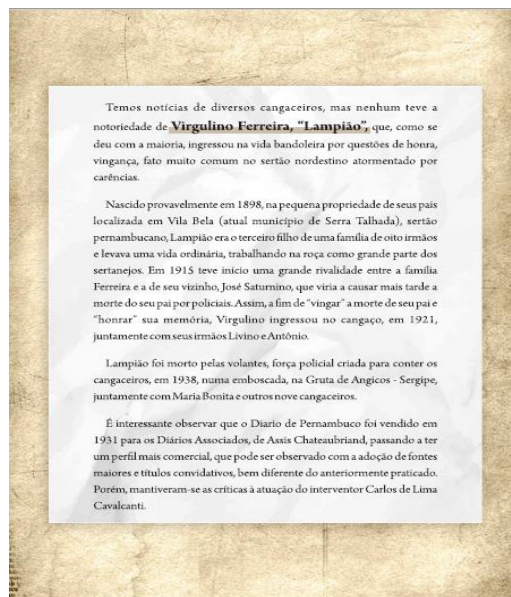 Temos notícias de diversos cangaceiros, mas nenhum teve a
notoriedade de Virgulino Ferreira, “Lampião”, que, como se
deu com a maioria, ingressou na vida bandoleira por questões de honra,
vingança, fato muito comum no sertão nordestino atormentado por
carências.
Nascido provavelmente em 1898, na pequena propriedade de seus pais
localizada em Vila Bela (atual município de Serra Talhada), sertão
pernambucano, Lampião era o terceiro filho de uma família de oito irmãos
e levava uma vida ordinária, trabalhando na roça como grande parte dos
sertanejos. Em 1915 teve início uma grande rivalidade entre a família
Ferreira e a de seu vizinho, José Saturnino, que viria a causar mais tarde a
morte do seu pai por policiais. Assim, a fim de “vingar” a morte de seu pai e
“honrar” sua memória, Virgulino ingressou no cangaço, em 1921,
juntamente com seus irmãos Livino e Antônio.
Lampião foi morto pelas volantes, força policial criada para conter os
cangaceiros, em 1938, numa emboscada, na Gruta de Angicos - Sergipe,
juntamente com Maria Bonita e outros nove cangaceiros.
É interessante observar que o Diario de Pernambuco foi vendido em
1931 para os Diários Associados, de Assis Chateaubriand, passando a ter
um perfil mais comercial, que pode ser observado com a adoção de fontes
maiores e títulos convidativos, bem diferente do anteriormente praticado.
Porém, mantiveram-se as críticas à atuação do interventor Carlos de Lima
Cavalcanti.